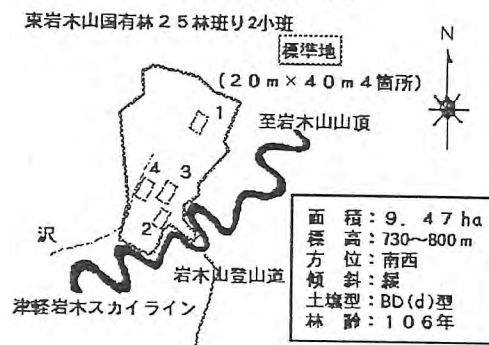 東岩木山国有林25林班り2小班
標準地
(20m×40m4箇所)
N
1
至岩木山山頂
4
3
2
沢
岩木山登山道
津軽岩木スカイライン
面積:9.47ha
標高:730~800m
方位:南西
傾斜:緩
土壌型:BD(d)型
林齢:106年